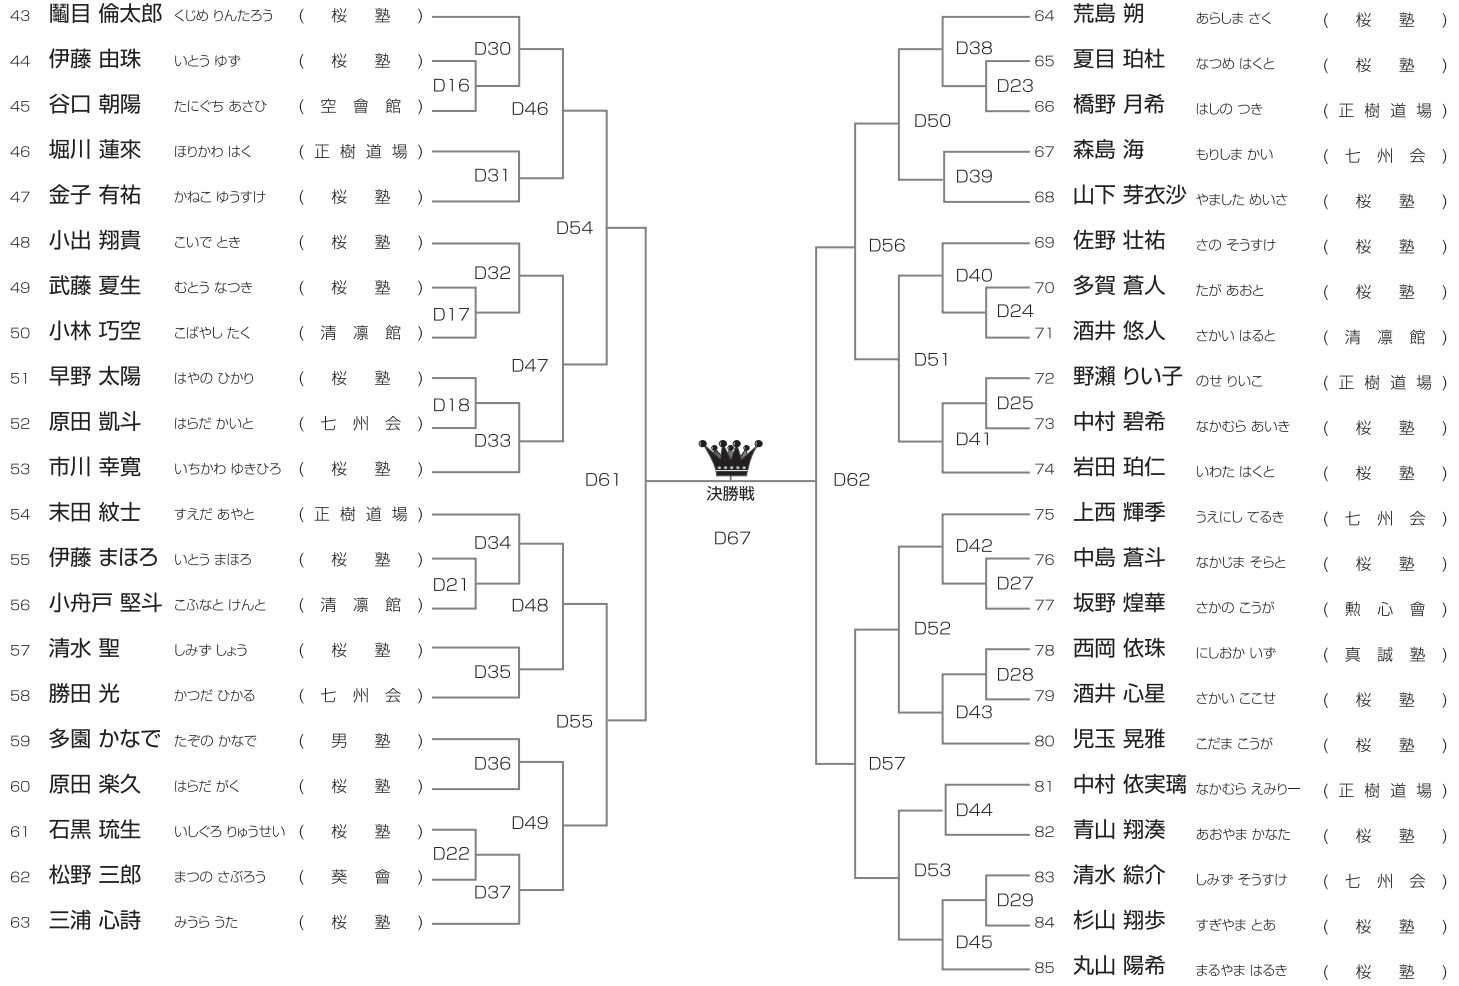 43 鬮目 倫太郎 くじめ りんたろう ( 桜 塾 )
44 伊藤 由珠 いとう ゆず ( 桜 塾 )
45 谷口 朝陽 たにぐち あさひ ( 空 會 館 )
46 堀川 蓮來 ほりかわ はく ( 正 樹 道 場 )
47 金子 有祐 かねこ ゆうすけ ( 桜 塾 )
48 小出 翔貴 こいで とき ( 桜 塾 )
49 武藤 夏生 むとう なつき ( 桜 塾 )
50 小林 巧空 こばやし たく ( 清 凛 館 )
51 早野 太陽 はやの ひかり ( 桜 塾 )
52 原田 凱斗 はらだ かいと ( 七 州 会 )
53 市川 幸寛 いちかわ ゆきひろ ( 桜 塾 )
54 末田 紋士 すえだ あやと ( 正 樹 道 場 )
55 伊藤 まほろ いとう まほろ ( 桜 塾 )
56 小舟戸 堅斗 こふなと けんと ( 清 凛 館 )
57 清水 聖 しみず しょう ( 桜 塾 )
58 勝田 光 かつだ ひかる ( 七 州 会 )
59 多園 かなで たぞの かなで ( 男 塾 )
60 原田 楽久 はらだ がく ( 桜 塾 )
61 石黒 琉生 いしぐろ りゅうせい ( 桜 塾 )
62 松野 三郎 まつの さぶろう ( 葵 會 )
63 三浦 心詩 みうら うた ( 桜 塾 )
D30
D16
D46
D31
D54
D32
D17
D47
D18
D33
D61
D34
D21
D48
D35
D55
D36
D49
D22
D37
決勝戦
D67
D38
D23
D50
D39
D56
D40
D24
D51
D25
D41
D62
D42
D27
D52
D28
D43
D57
D44
D53
D29
D45
64 荒島 朔 あらしま さく ( 桜 塾 )
65 夏目 珀杜 なつめ はくと ( 桜 塾 )
66 橋野 月希 はしの つき ( 正 樹 道 場 )
67 森島 海 もりしま かい ( 七 州 会 )
68 山下 芽衣沙 やました めいさ ( 桜 塾 )
69 佐野 壮祐 さの そうすけ ( 桜 塾 )
70 多賀 蒼人 たが あおと ( 桜 塾 )
71 酒井 悠人 さかい はると ( 清 凛 館 )
72 野瀬 りい子 のせ りいこ ( 正 樹 道 場 )
73 中村 碧希 なかむら あいき ( 桜 塾 )
74 岩田 珀仁 いわた はくと ( 桜 塾 )
75 上西 輝季 うえにし てるき ( 七 州 会 )
76 中島 蒼斗 なかじま そらと ( 桜 塾 )
77 坂野 煌華 さかの こうが ( 勲 心 會 )
78 西岡 依珠 にしおか いず ( 真 誠 塾 )
79 酒井 心星 さかい ここせ ( 桜 塾 )
80 児玉 晃雅 こだま こうが ( 桜 塾 )
81 中村 依実璃 なかむら えみりー ( 正 樹 道 場 )
82 青山 翔湊 あおやま かなた ( 桜 塾 )
83 清水 綜介 しみず そうすけ ( 七 州 会 )
84 杉山 翔歩 すぎやま とあ ( 桜 塾 )
85 丸山 陽希 まるやま はるき ( 桜 塾 )